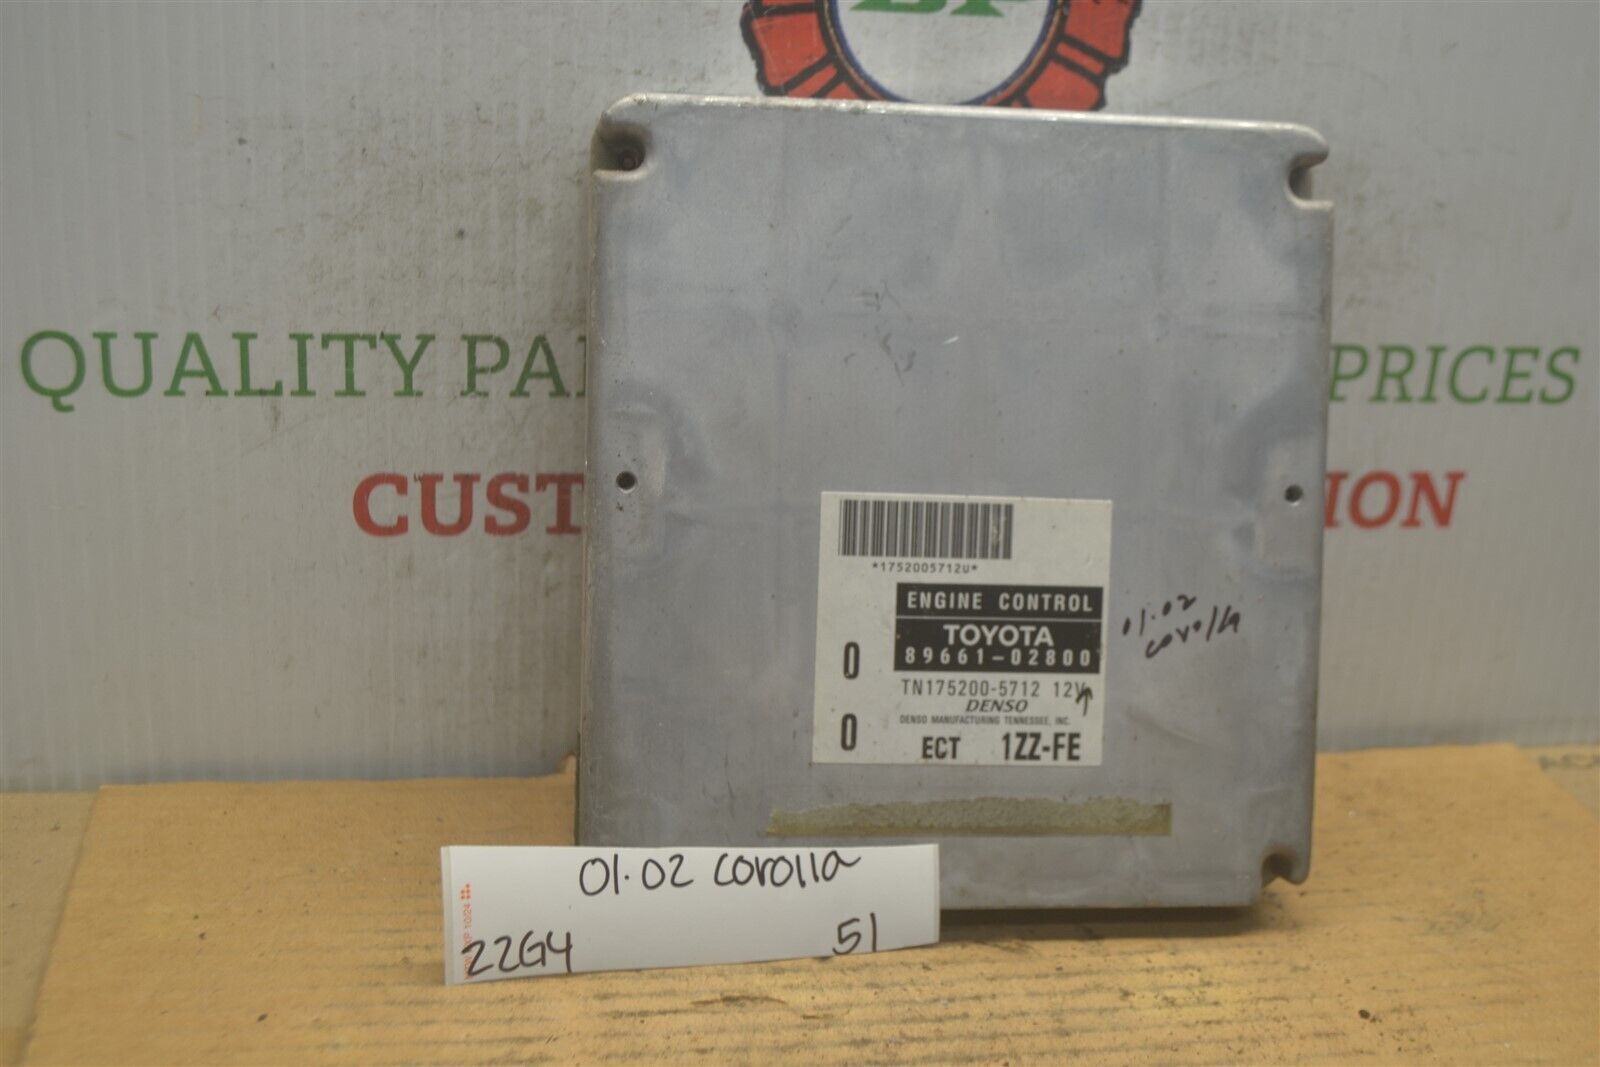 BP
QUALITY PA PRICES
CUST ION
*1752005712U*
ENGINE CONTROL
TOYOTA
89661-02800
0
TN175200-5712 12V
DENSO
DENSO MANUFACTURING TENNESSEE, INC.
0
ECT 1ZZ-FE
01.02
corolla
01.02 corolla
22G4 51